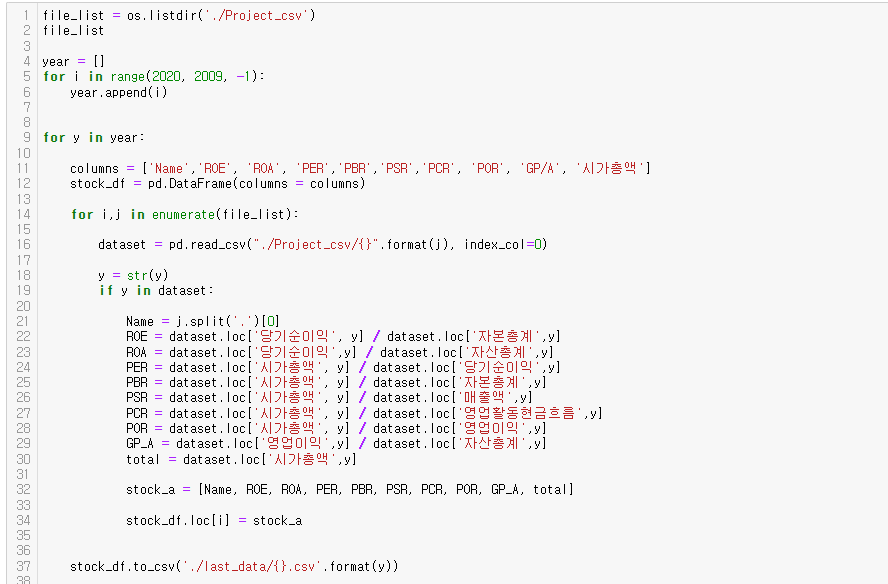 1 file_list = os.listdir('./Project_csv')
2 file_list
3
4 year = []
5 for i in range(2020, 2009, -1):
6     year.append(i)
7
8
9 for y in year:
10
11     columns = ['Name','ROE', 'ROA', 'PER','PBR','PSR','PCR', 'POR', 'GP/A', '시가총액']
12     stock_df = pd.DataFrame(columns = columns)
13
14     for i,j in enumerate(file_list):
15
16         dataset = pd.read_csv("./Project_csv/{}".format(j), index_col=0)
17
18         y = str(y)
19         if y in dataset:
20
21             Name = j.split('.')[0]
22             ROE = dataset.loc['당기순이익', y] / dataset.loc['자본총계',y]
23             ROA = dataset.loc['당기순이익',y] / dataset.loc['자산총계',y]
24             PER = dataset.loc['시가총액', y] / dataset.loc['당기순이익',y]
25             PBR = dataset.loc['시가총액', y] / dataset.loc['자본총계',y]
26             PSR = dataset.loc['시가총액', y] / dataset.loc['매출액',y]
27             PCR = dataset.loc['시가총액', y] / dataset.loc['영업활동현금흐름',y]
28             POR = dataset.loc['시가총액', y] / dataset.loc['영업이익',y]
29             GP_A = dataset.loc['영업이익',y] / dataset.loc['자산총계',y]
30             total = dataset.loc['시가총액',y]
31
32             stock_a = [Name, ROE, ROA, PER, PBR, PSR, PCR, POR, GP_A, total]
33
34             stock_df.loc[i] = stock_a
35
36
37     stock_df.to_csv('./last_data/{}.csv'.format(y))
38